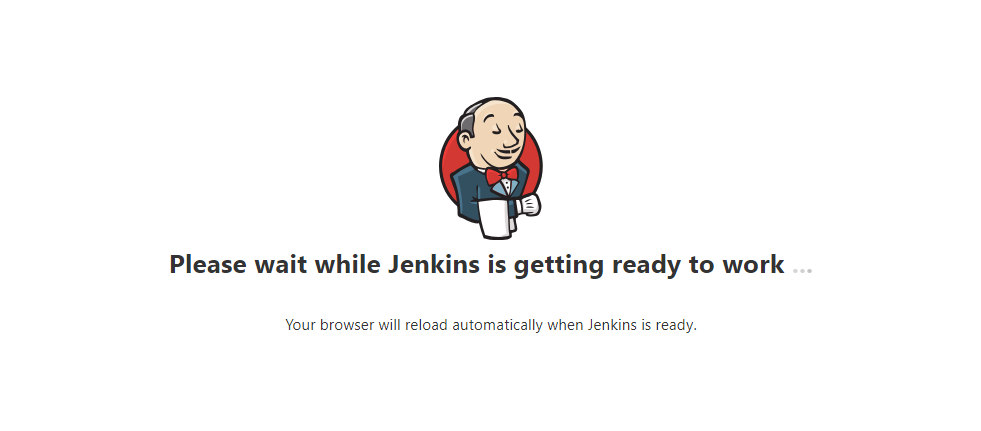 Please wait while Jenkins is getting ready to work ...
Your browser will reload automatically when Jenkins is ready.